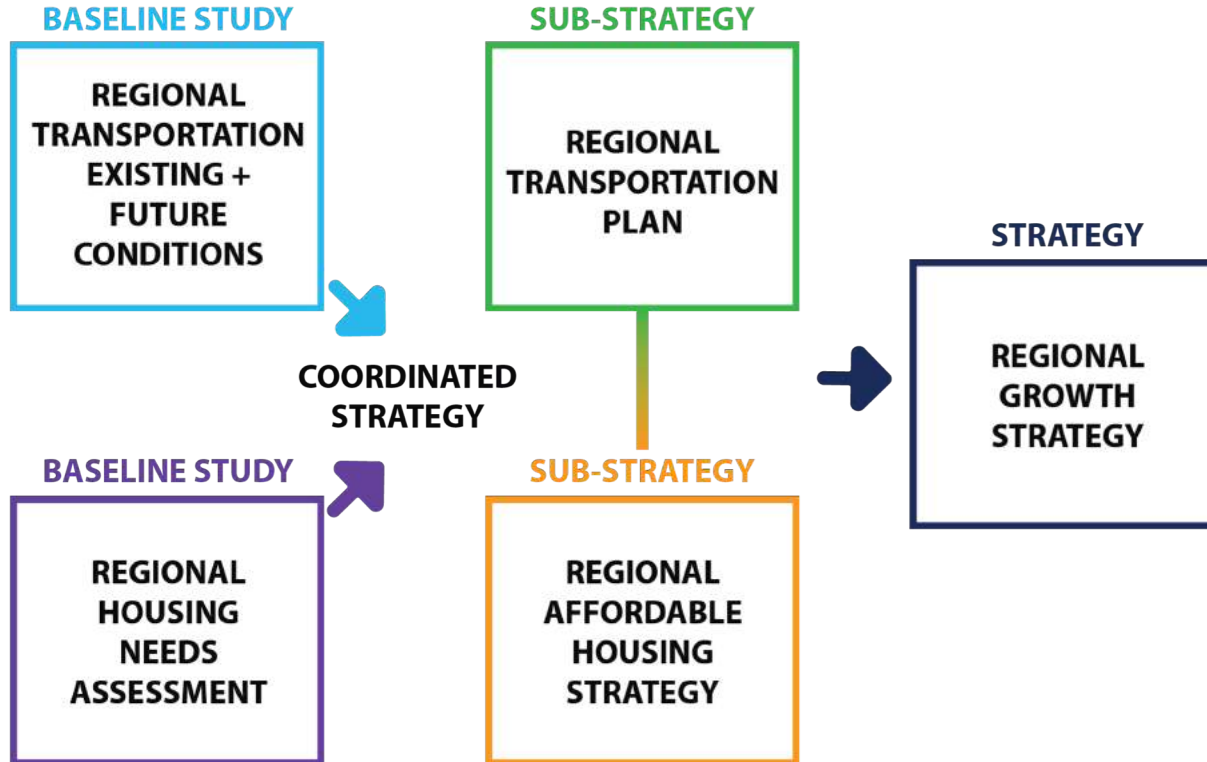 BASELINE STUDY
REGIONAL
TRANSPORTATION
EXISTING +
FUTURE
CONDITIONS
SUB-STRATEGY
REGIONAL
TRANSPORTATION
PLAN
COORDINATED
STRATEGY
BASELINE STUDY
REGIONAL
HOUSING
NEEDS
ASSESSMENT
SUB-STRATEGY
REGIONAL
AFFORDABLE
HOUSING
STRATEGY
STRATEGY
REGIONAL
GROWTH
STRATEGY